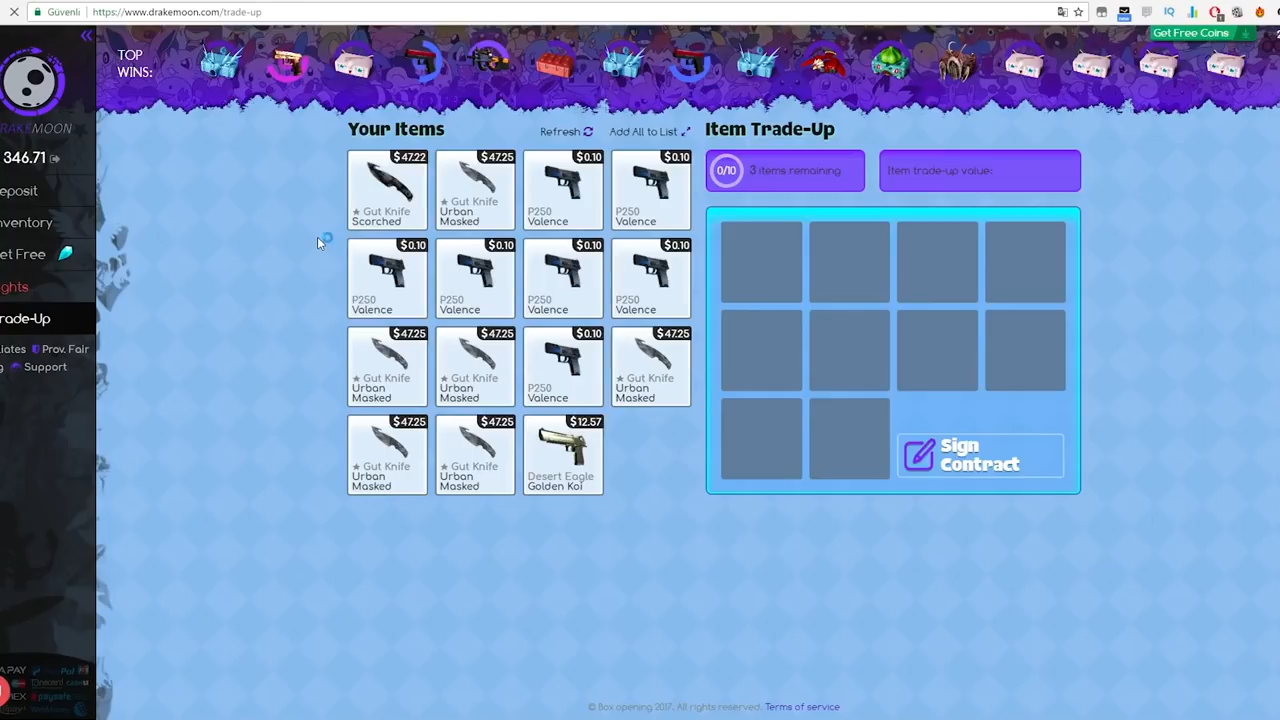 Güvenli
https://www.drakemoon.com/trade-up
Get Free Coins
TOP
WINS:
RAKEMOON
346.71
eposit
nventory
et Free
ights
rade-Up
liates
Prov. Fair
g
Support
Your Items
Refresh
Add All to List
$47.22
★ Gut Knife
Scorched
$47.25
★ Gut Knife
Urban
Masked
$0.10
P250
Valence
$0.10
P250
Valence
$0.10
P250
Valence
$0.10
P250
Valence
$0.10
P250
Valence
$0.10
P250
Valence
$47.25
★ Gut Knife
Urban
Masked
$47.25
★ Gut Knife
Urban
Masked
$0.10
P250
Valence
$47.25
★ Gut Knife
Urban
Masked
$47.25
★ Gut Knife
Urban
Masked
$47.25
★ Gut Knife
Urban
Masked
$12.57
Desert Eagle
Golden Koi
Item Trade-Up
0/10
3 items remaining
Item trade-up value:
Sign
Contract
A PAY
© Box opening 2017. All rights reserved. Terms of service